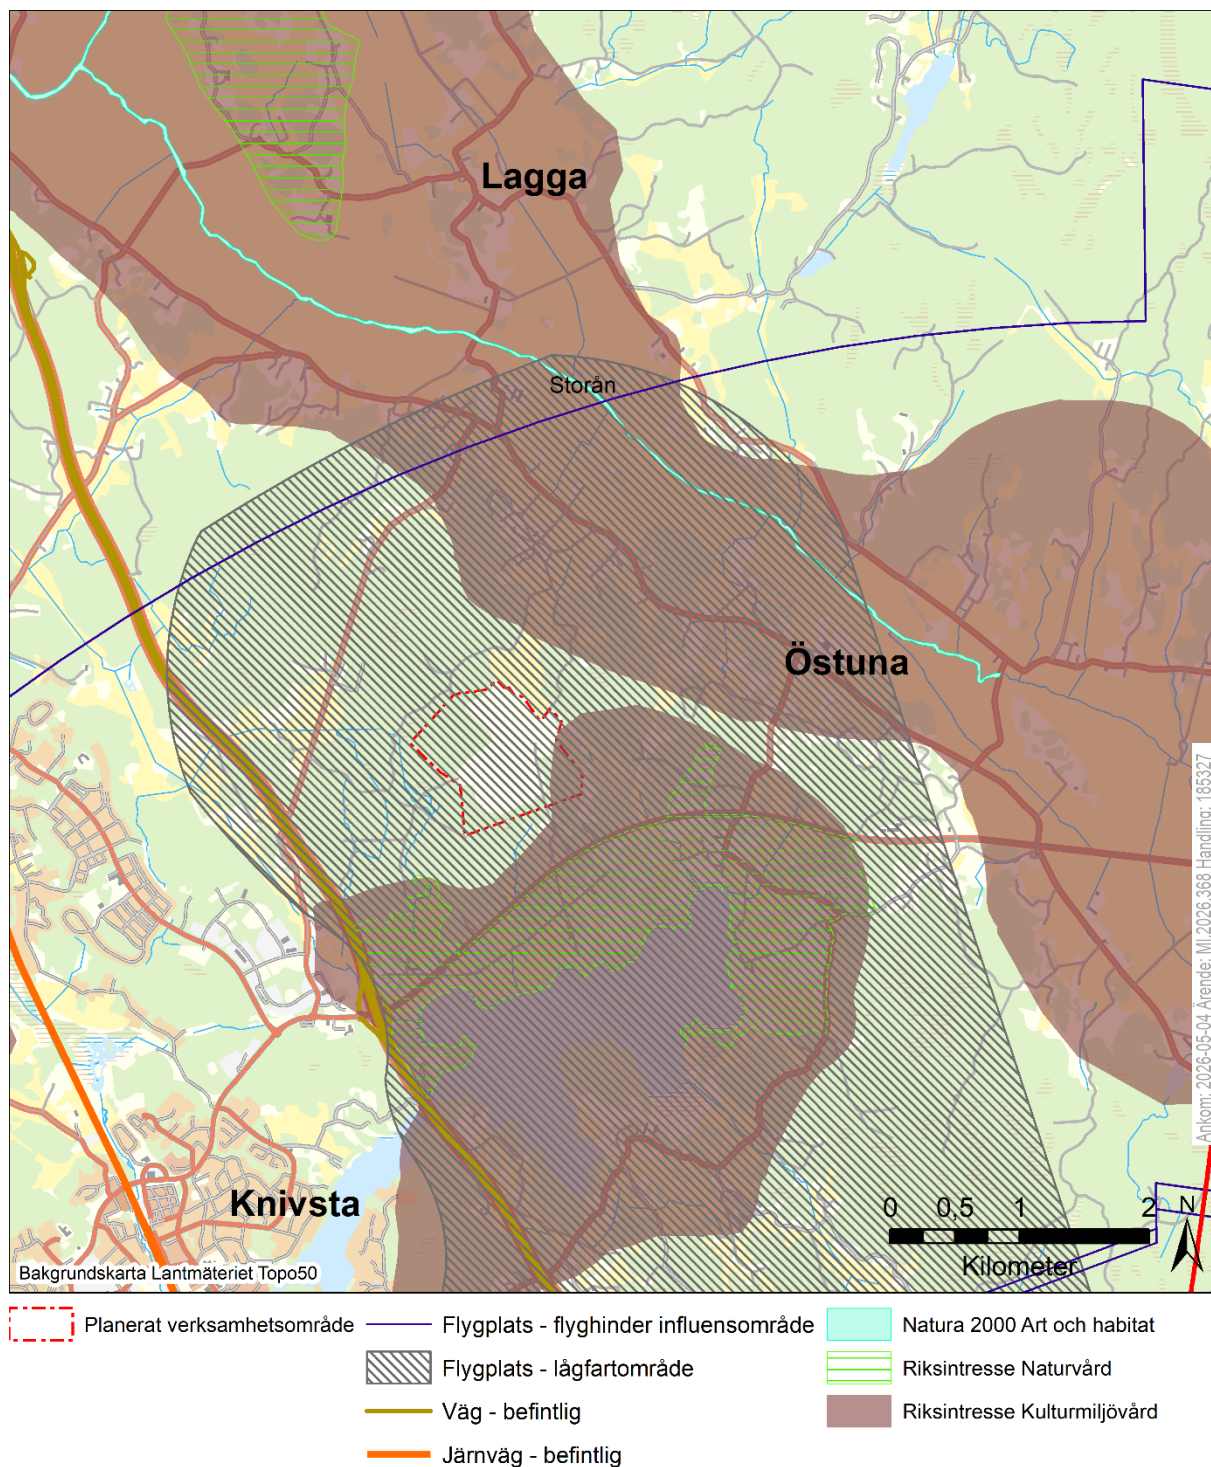 Lagga
Storån
Östuna
Knivsta
0 0,5 1 2
Kilometer
N
Bakgrundskarta Lantmäteriet Topo50
Ankom: 2026-05-04 Ärende: MI.2026.368 Handling: 185327
Planerat verksamhetsområde
Flygplats - flyghinder influensområde
Flygplats - lågfartområde
Väg - befintlig
Järnväg - befintlig
Natura 2000 Art och habitat
Riksintresse Naturvård
Riksintresse Kulturmiljövård